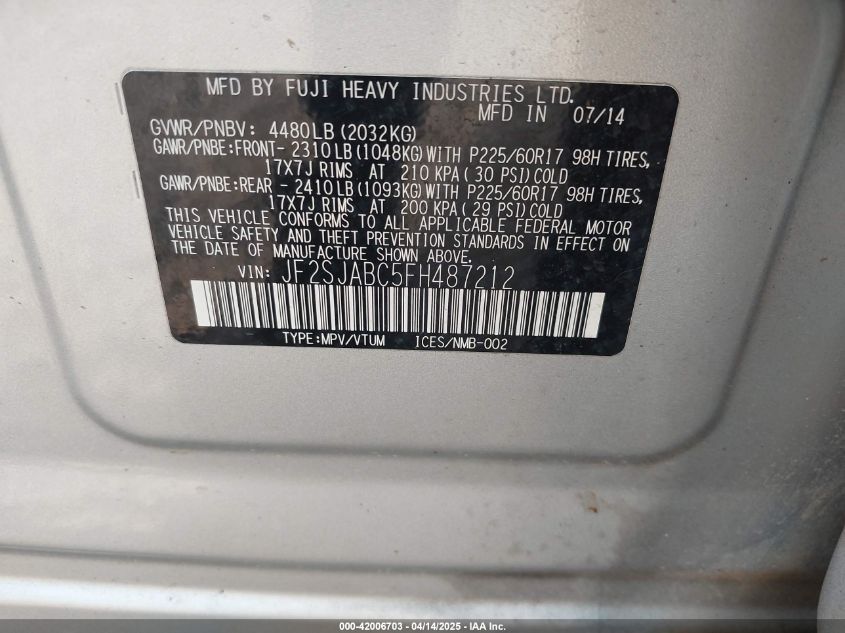 MFD BY FUJI HEAVY INDUSTRIES LTD.
MFD IN 07/14
GVWR/PNBV: 4480LB(2032KG)
GAWR/PNBE:FRONT- 2310LB(1048KG)WITH P225/60R17 98H TIRES,
17X7J RIMS AT 210 KPA( 30 PSI)COLD
GAWR/PNBE:REAR - 2410LB(1093KG)WITH P225/60R17 98H TIRES,
17X7J RIMS AT 200 KPA( 29 PSI)COLD
THIS VEHICLE CONFORMS TO ALL APPLICABLE FEDERAL MOTOR
VEHICLE SAFETY AND THEFT PREVENTION STANDARDS IN EFFECT ON
THE DATE OF MANUFACTURE SHOWN ABOVE.
VIN: JF2SJABC5FH487212
TYPE:MPV/VTUM ICES/NMB-002
000-42006703 - 04/14/2025 - IAA Inc.